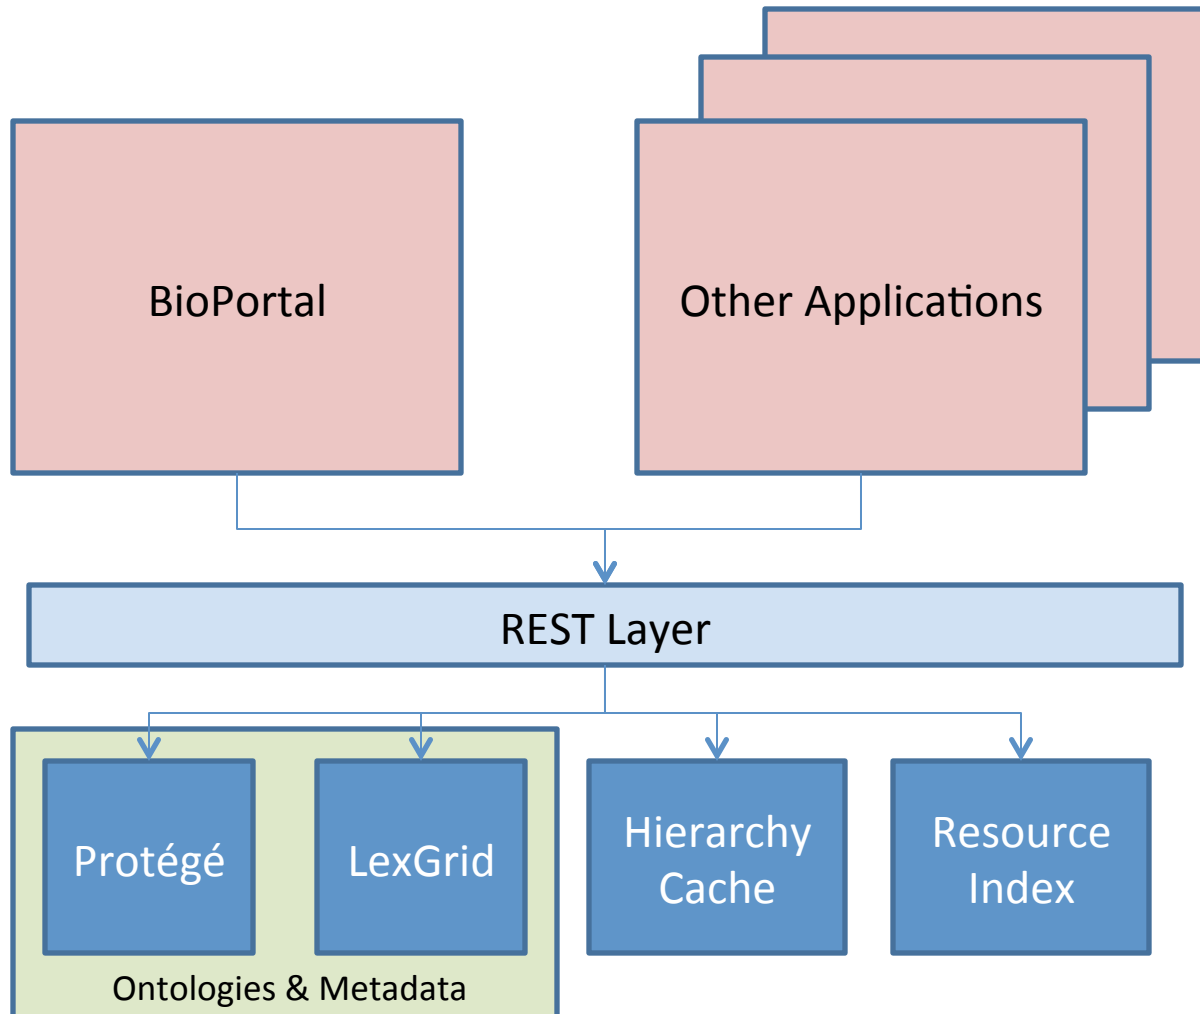 BioPortal
Other Applications
REST Layer
Protégé
LexGrid
Hierarchy
Cache
Resource
Index
Ontologies & Metadata